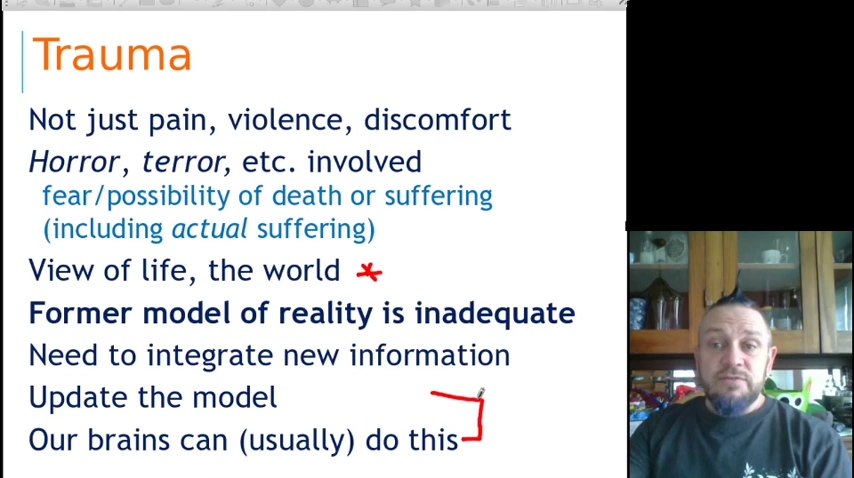 Trauma
Not just pain, violence, discomfort
Horror, terror, etc. involved
fear/possibility of death or suffering
(including actual suffering)
View of life, the world
Former model of reality is inadequate
Need to integrate new information
Update the model
Our brains can (usually) do this